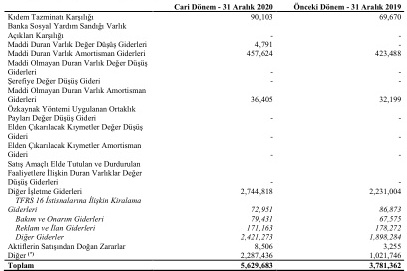 Cari Dönem - 31 Aralık 2020 Önceki Dönem - 31 Aralık 2019
Kıdem Tazminatı Karşılığı 90,103 69,670
Banka Sosyal Yardım Sandığı Varlık
Açıkları Karşılığı - -
Maddi Duran Varlık Değer Düşüş Giderleri 4,791 -
Maddi Duran Varlık Amortisman Giderleri 457,624 423,488
Maddi Olmayan Duran Varlık Değer Düşüş
Giderleri - -
Şerefiye Değer Düşüş Gideri - -
Maddi Olmayan Duran Varlık Amortisman
Giderleri 36,405 32,199
Özkaynak Yöntemi Uygulanan Ortaklık
Payları Değer Düşüş Gideri - -
Elden Çıkarılacak Kıymetler Değer Düşüş
Gideri - -
Elden Çıkarılacak Kıymetler Amortisman
Gideri - -
Satış Amaçlı Elde Tutulan ve Durdurulan
Faaliyetlere İlişkin Duran Varlıklar Değer
Düşüş Giderleri - -
Diğer İşletme Giderleri 2,744,818 2,231,004
TFRS 16 İstisnalarına İlişkin Kiralama
Giderleri 72,951 86,873
Bakım ve Onarım Giderleri 79,431 67,575
Reklam ve İlan Giderleri 171,163 178,272
Diğer Giderler 2,421,273 1,898,284
Aktiflerin Satışından Doğan Zararlar 8,506 3,255
Diğer (*) 2,287,436 1,021,746
Toplam 5,629,683 3,781,362